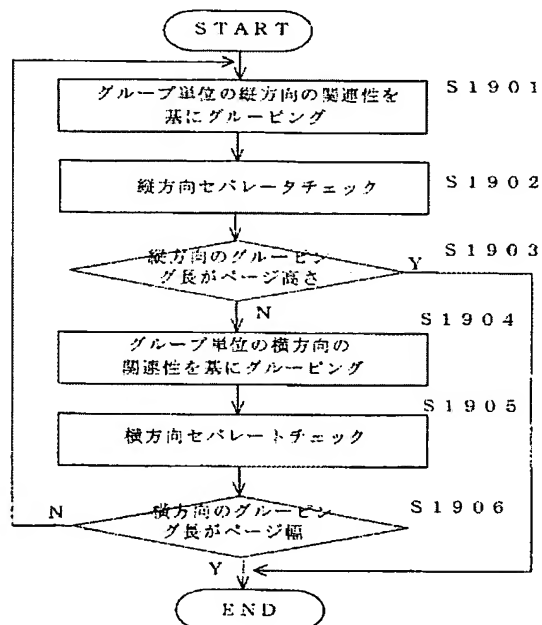 START
グループ単位の縦方向の関連性を
基にグルーピング
S1901
縦方向セパレータチェック
S1902
縦方向のグルーピン
グ長がページ高さ
S1903
Y
N
グループ単位の横方向の
関連性を基にグルーピング
S1904
横方向セパレートチェック
S1905
横方向のグルーピン
グ長がページ幅
S1906
N
Y
END